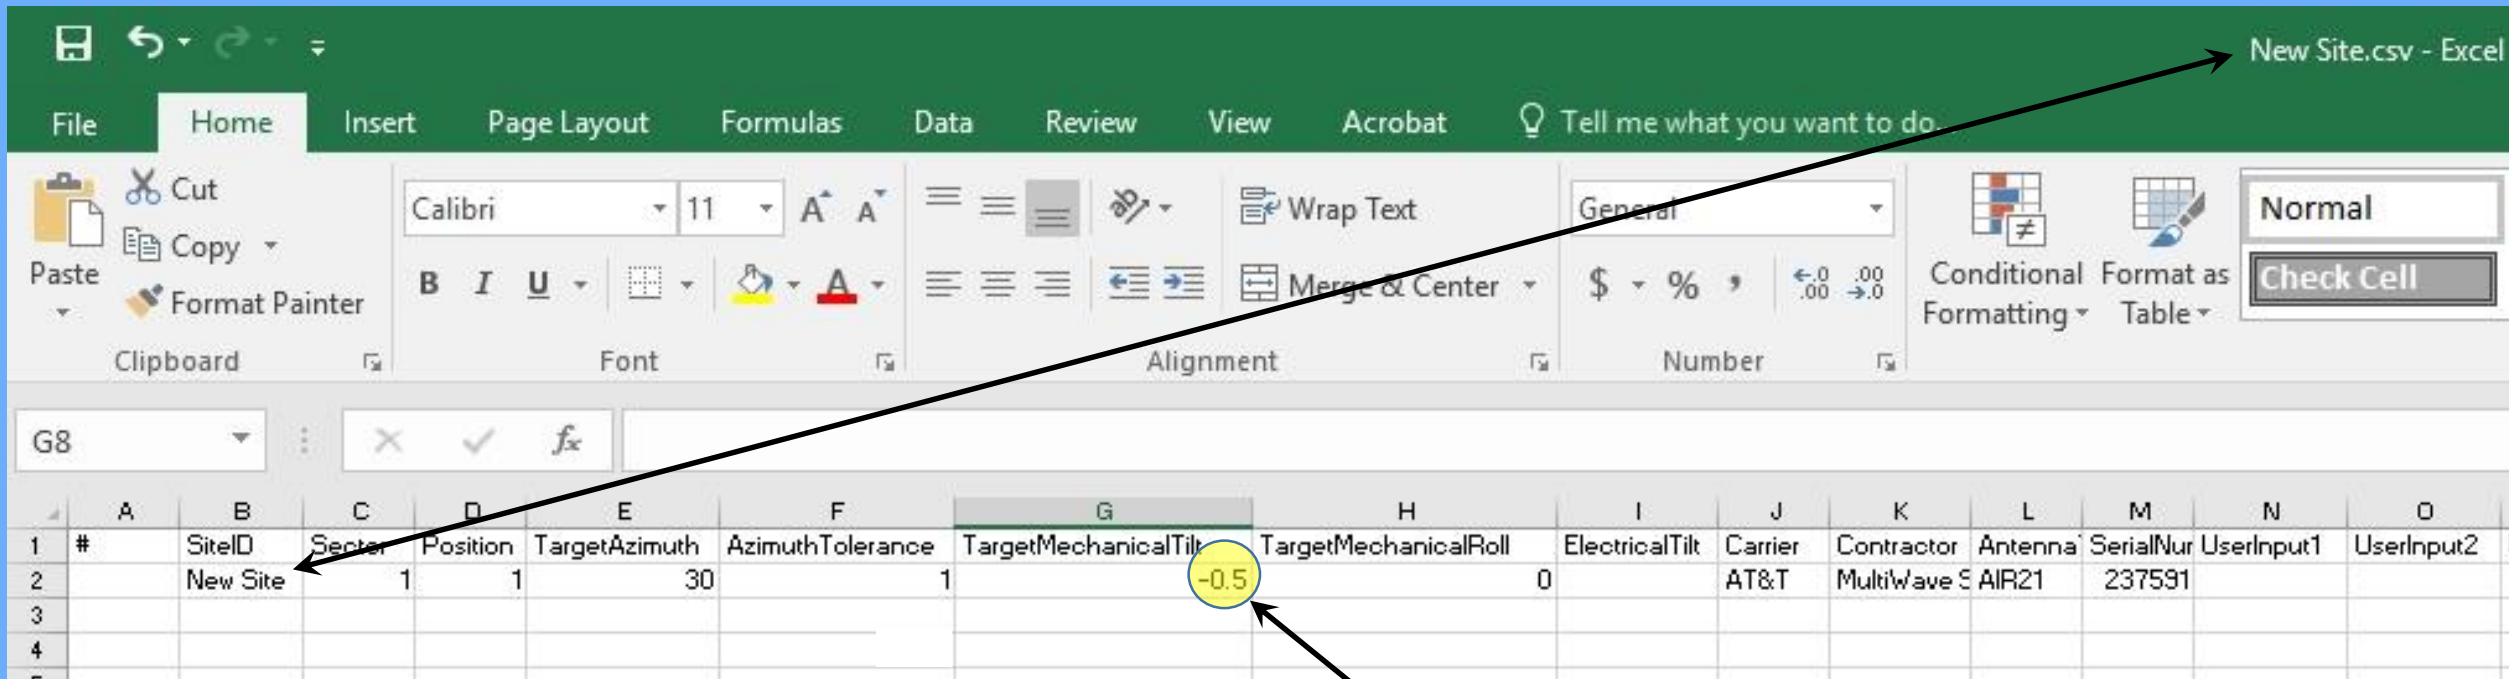 New Site.csv - Excel
File Home Insert Page Layout Formulas Data Review View Acrobat Tell me what you want to do...
Cut
Calibri 11 A A Wrap Text General Normal
Copy
Paste
B I U A Merge & Center $ % , .0 .00 .00 .0 Conditional Format as Check Cell
Format Painter Formatting Table
Clipboard Font Alignment Number
G8 fx
A B C D E F G H I J K L M N O
1 # SiteID Sector Position TargetAzimuth AzimuthTolerance TargetMechanicalTilt TargetMechanicalRoll ElectricalTilt Carrier Contractor Antenna SerialNur UserInput1 UserInput2
2 New Site 1 1 30 1 -0.5 0 AT&T MultiWave S AIR21 237591
3
4